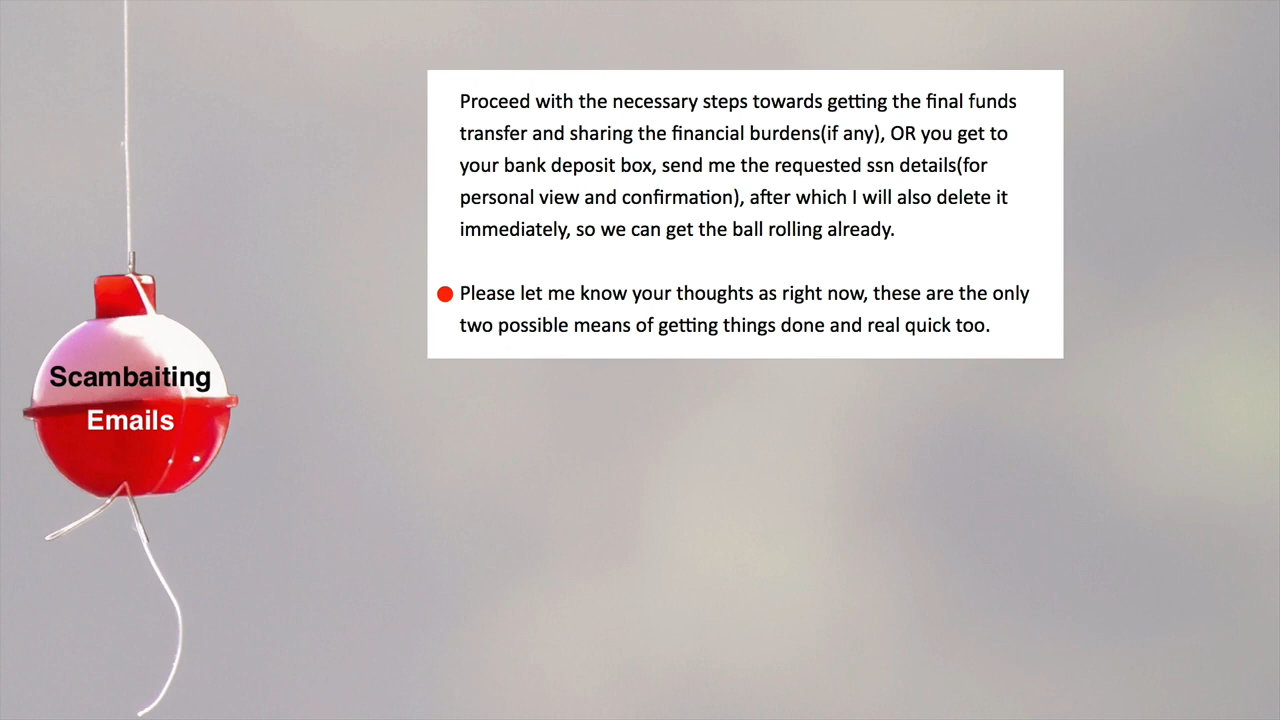 Proceed with the necessary steps towards getting the final funds
transfer and sharing the financial burdens(if any), OR you get to
your bank deposit box, send me the requested ssn details(for
personal view and confirmation), after which I will also delete it
immediately, so we can get the ball rolling already.
Please let me know your thoughts as right now, these are the only
two possible means of getting things done and real quick too.
Scambaiting
Emails